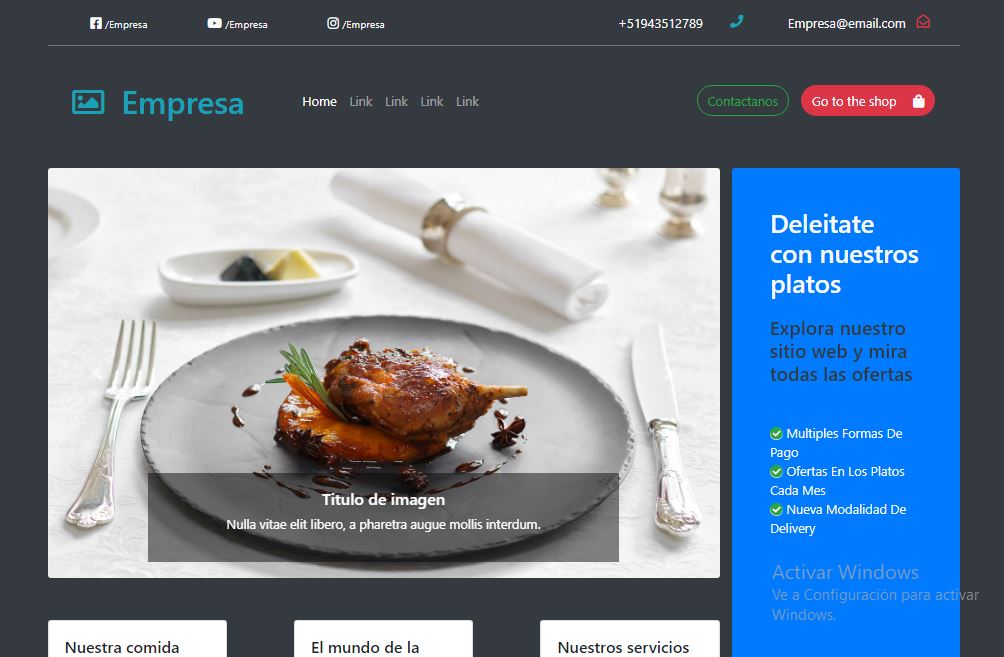 /Empresa /Empresa /Empresa +51943512789 Empresa@email.com
Empresa Home Link Link Link Link Contactanos Go to the shop
Titulo de imagen
Nulla vitae elit libero, a pharetra augue mollis interdum.
Deleitate
con nuestros
platos
Explora nuestro
sitio web y mira
todas las ofertas
Multiples Formas De
Pago
Ofertas En Los Platos
Cada Mes
Nueva Modalidad De
Delivery
Activar Windows
Ve a Configuración para activar
Windows.
Nuestra comida
El mundo de la
Nuestros servicios